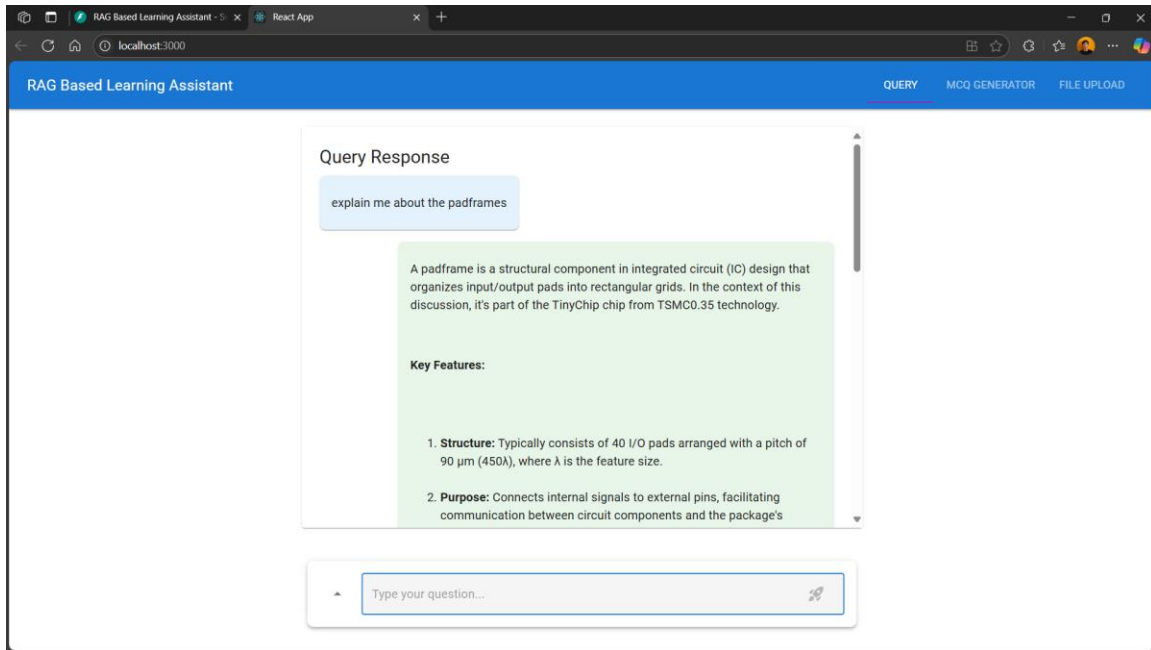 RAG Based Learning Assistant - S
React App
localhost:3000
RAG Based Learning Assistant
QUERY
MCQ GENERATOR
FILE UPLOAD
Query Response
explain me about the padframes
A padframe is a structural component in integrated circuit (IC) design that
organizes input/output pads into rectangular grids. In the context of this
discussion, it's part of the TinyChip chip from TSMC0.35 technology.
Key Features:
1. Structure: Typically consists of 40 I/O pads arranged with a pitch of
90 μm (450λ), where λ is the feature size.
2. Purpose: Connects internal signals to external pins, facilitating
communication between circuit components and the package's
Type your question...